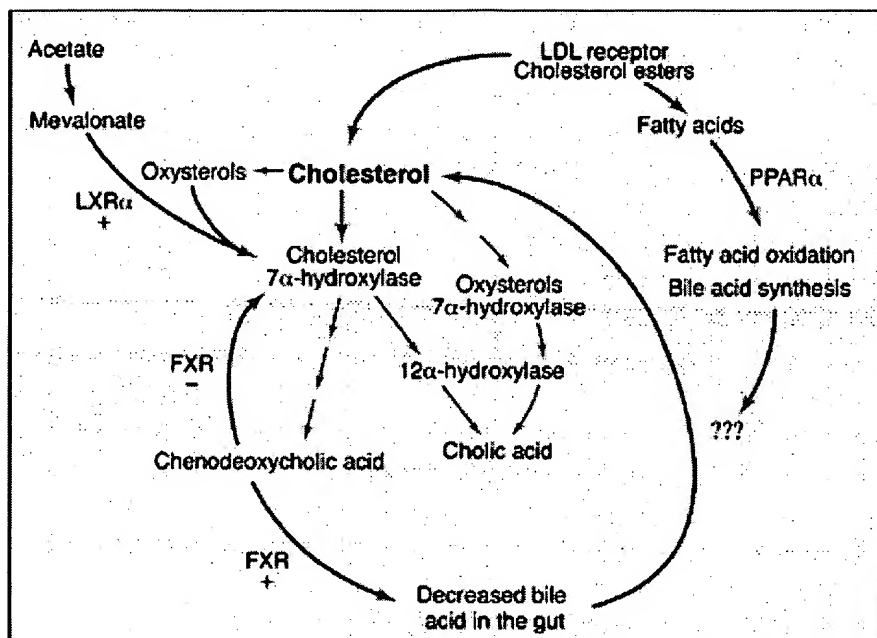 Acetate
Mevalonate
LDL receptor
Cholesterol esters
Fatty acids
Oxysterols
Cholesterol
PPARα
LXRα
+
Cholesterol
7α-hydroxylase
Oxysterols
7α-hydroxylase
Fatty acid oxidation
Bile acid synthesis
FXR
−
12α-hydroxylase
???
Chenodeoxycholic acid
Cholic acid
FXR
+
Decreased bile
acid in the gut